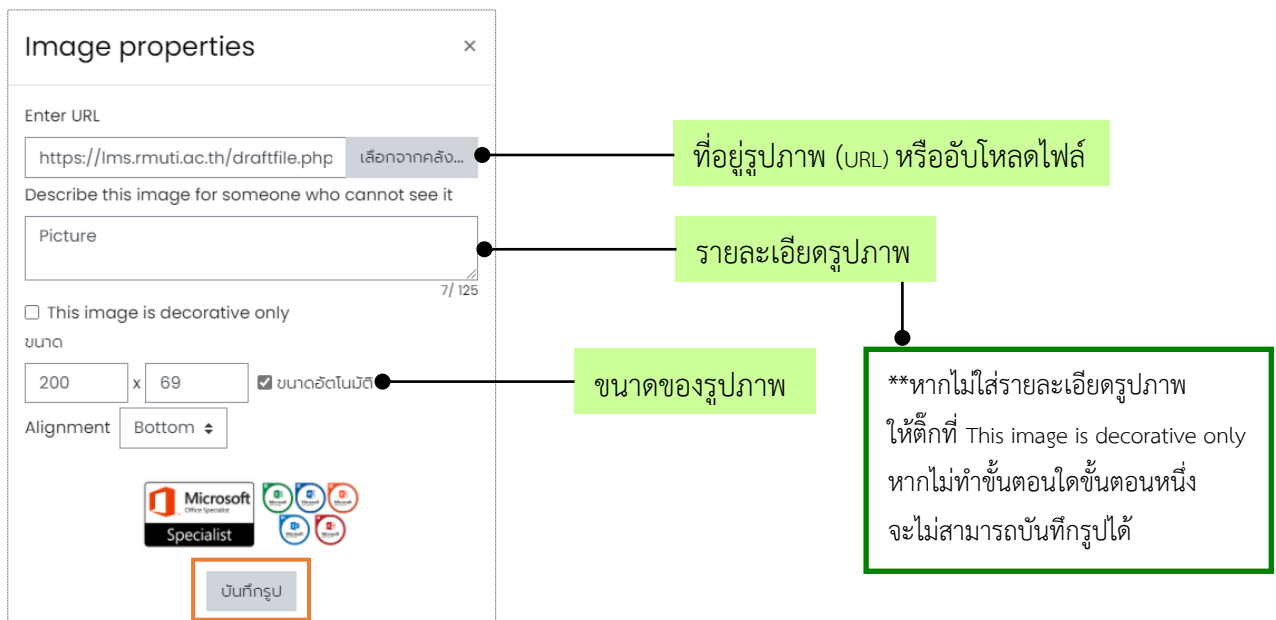 Image properties ×
Enter URL
https://lms.rmuti.ac.th/draftfile.php เลือกจากคลัง...
ที่อยู่รูปภาพ (URL) หรืออับโหลดไฟล์
Describe this image for someone who cannot see it
Picture
รายละเอียดรูปภาพ
7/ 125
This image is decorative only
ขนาด
200 x 69 ขนาดอัตโนมัติ
ขนาดของรูปภาพ
Alignment Bottom
**หากไม่ใส่รายละเอียดรูปภาพ
ให้ติ๊กที่ This image is decorative only
หากไม่ทำขั้นตอนใดขั้นตอนหนึ่ง
จะไม่สามารถบันทึกรูปได้
Microsoft
Office Specialist
Specialist
บันทึกรูป